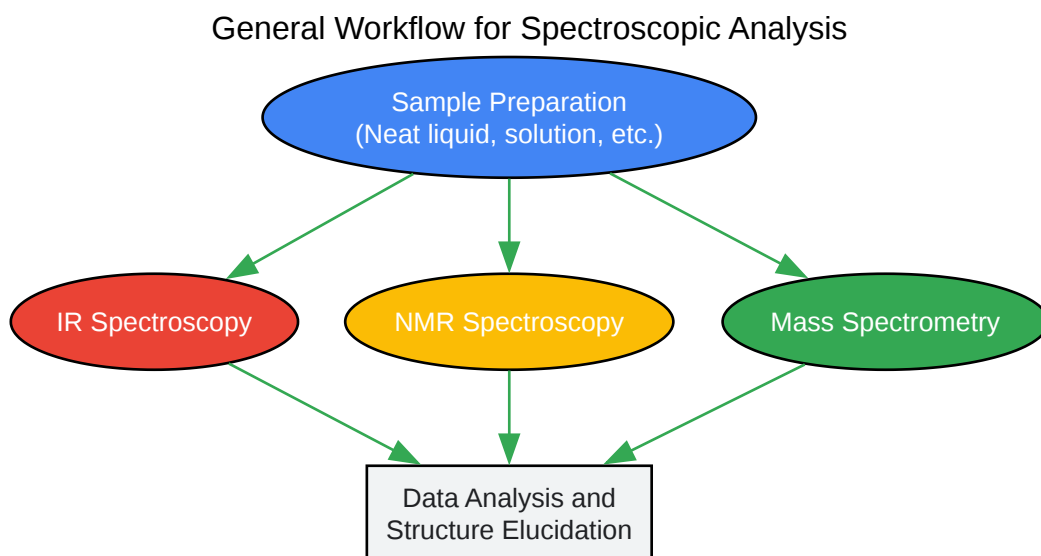 General Workflow for Spectroscopic Analysis
Sample Preparation
(Neat liquid, solution, etc.)
IR Spectroscopy
NMR Spectroscopy
Mass Spectrometry
Data Analysis and
Structure Elucidation